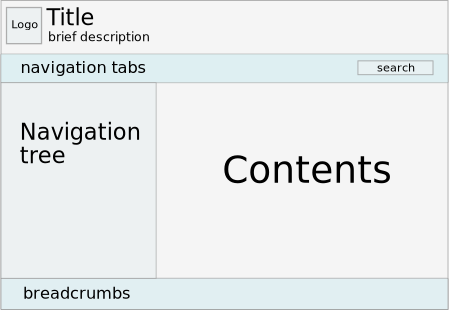 Logo
Title
brief description
navigation tabs
search
Navigation
tree
Contents
breadcrumbs